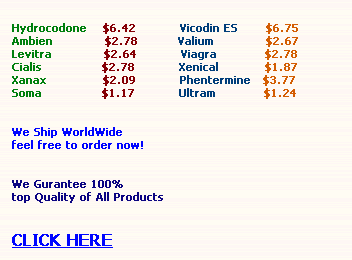 Hydrocodone $6.42 Vicodin ES $6.75
Ambien $2.78 Valium $2.67
Levitra $2.64 Viagra $2.78
Cialis $2.78 Xenical $1.87
Xanax $2.09 Phentermine $3.77
Soma $1.17 Ultram $1.24
We Ship WorldWide
feel free to order now!
We Gurantee 100%
top Quality of All Products
CLICK HERE